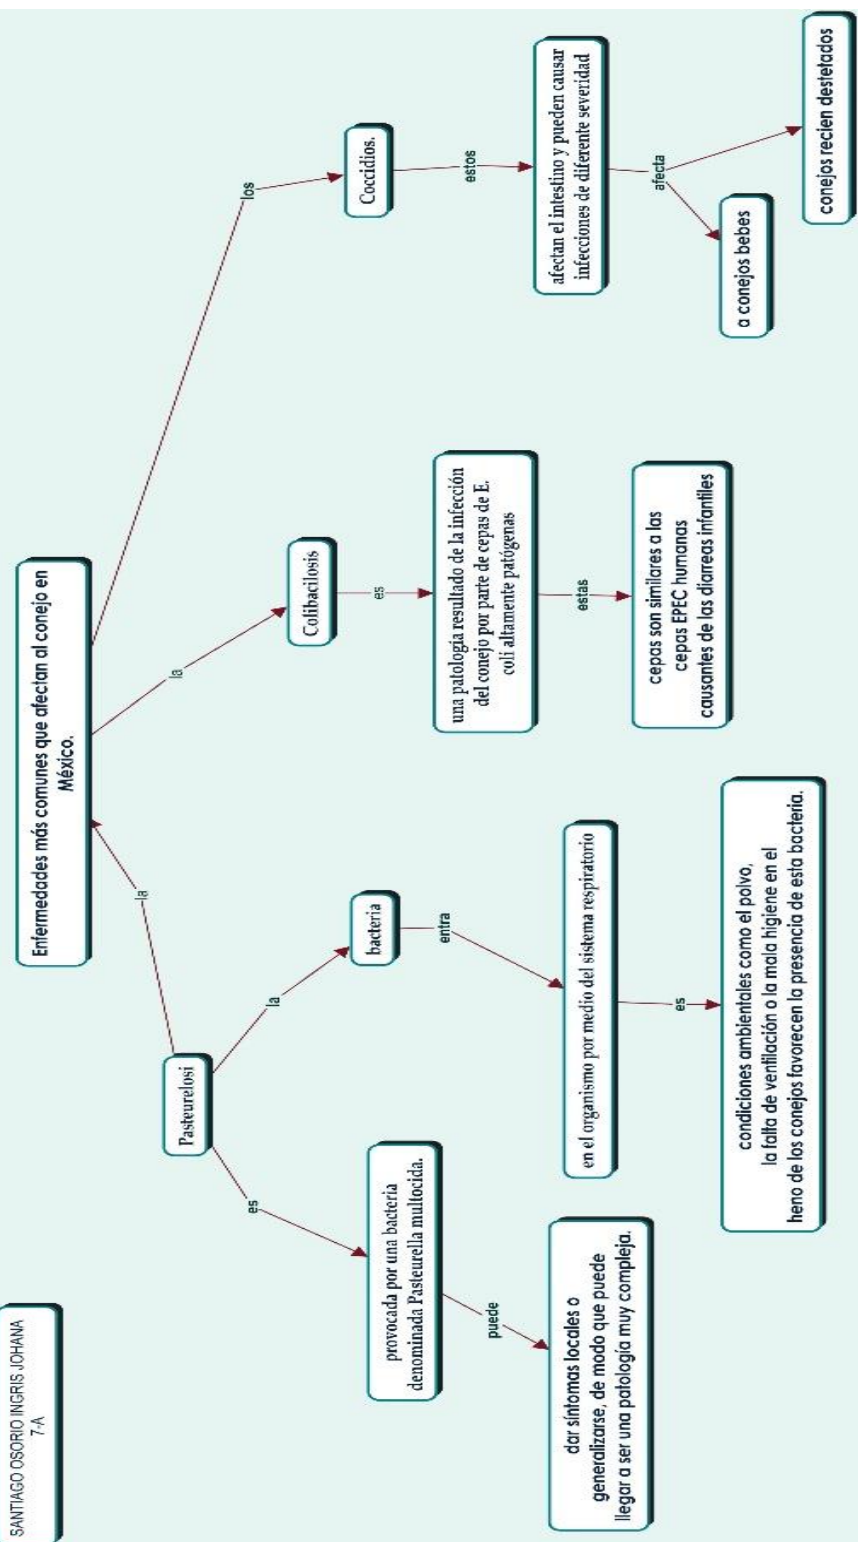 SANTIAGO OSORIO INGRIS JOHANA
7-A
Enfermedades más comunes que afectan al conejo en
México.
la
la
los
Pasteurelosi
es
la
provocada por una bacteria
denominada Pasteurella multocida.
puede
dar síntomas locales o
generalizarse, de modo que puede
llegar a ser una patología muy compleja.
bacteria
entra
en el organismo por medio del sistema respiratorio
es
condiciones ambientales como el polvo,
la falta de ventilación o la mala higiene en el
heno de los conejos favorecen la presencia de esta bacteria.
Colibacilosis
es
una patología resultado de la infección
del conejo por parte de cepas de E.
coli altamente patógenas
estas
cepas son similares a las
cepas EPEC humanas
causantes de las diarreas infantiles
Coccidios.
estos
afectan el intestino y pueden causar
infecciones de diferente severidad
afecta
a conejos bebes
conejos recien destetados